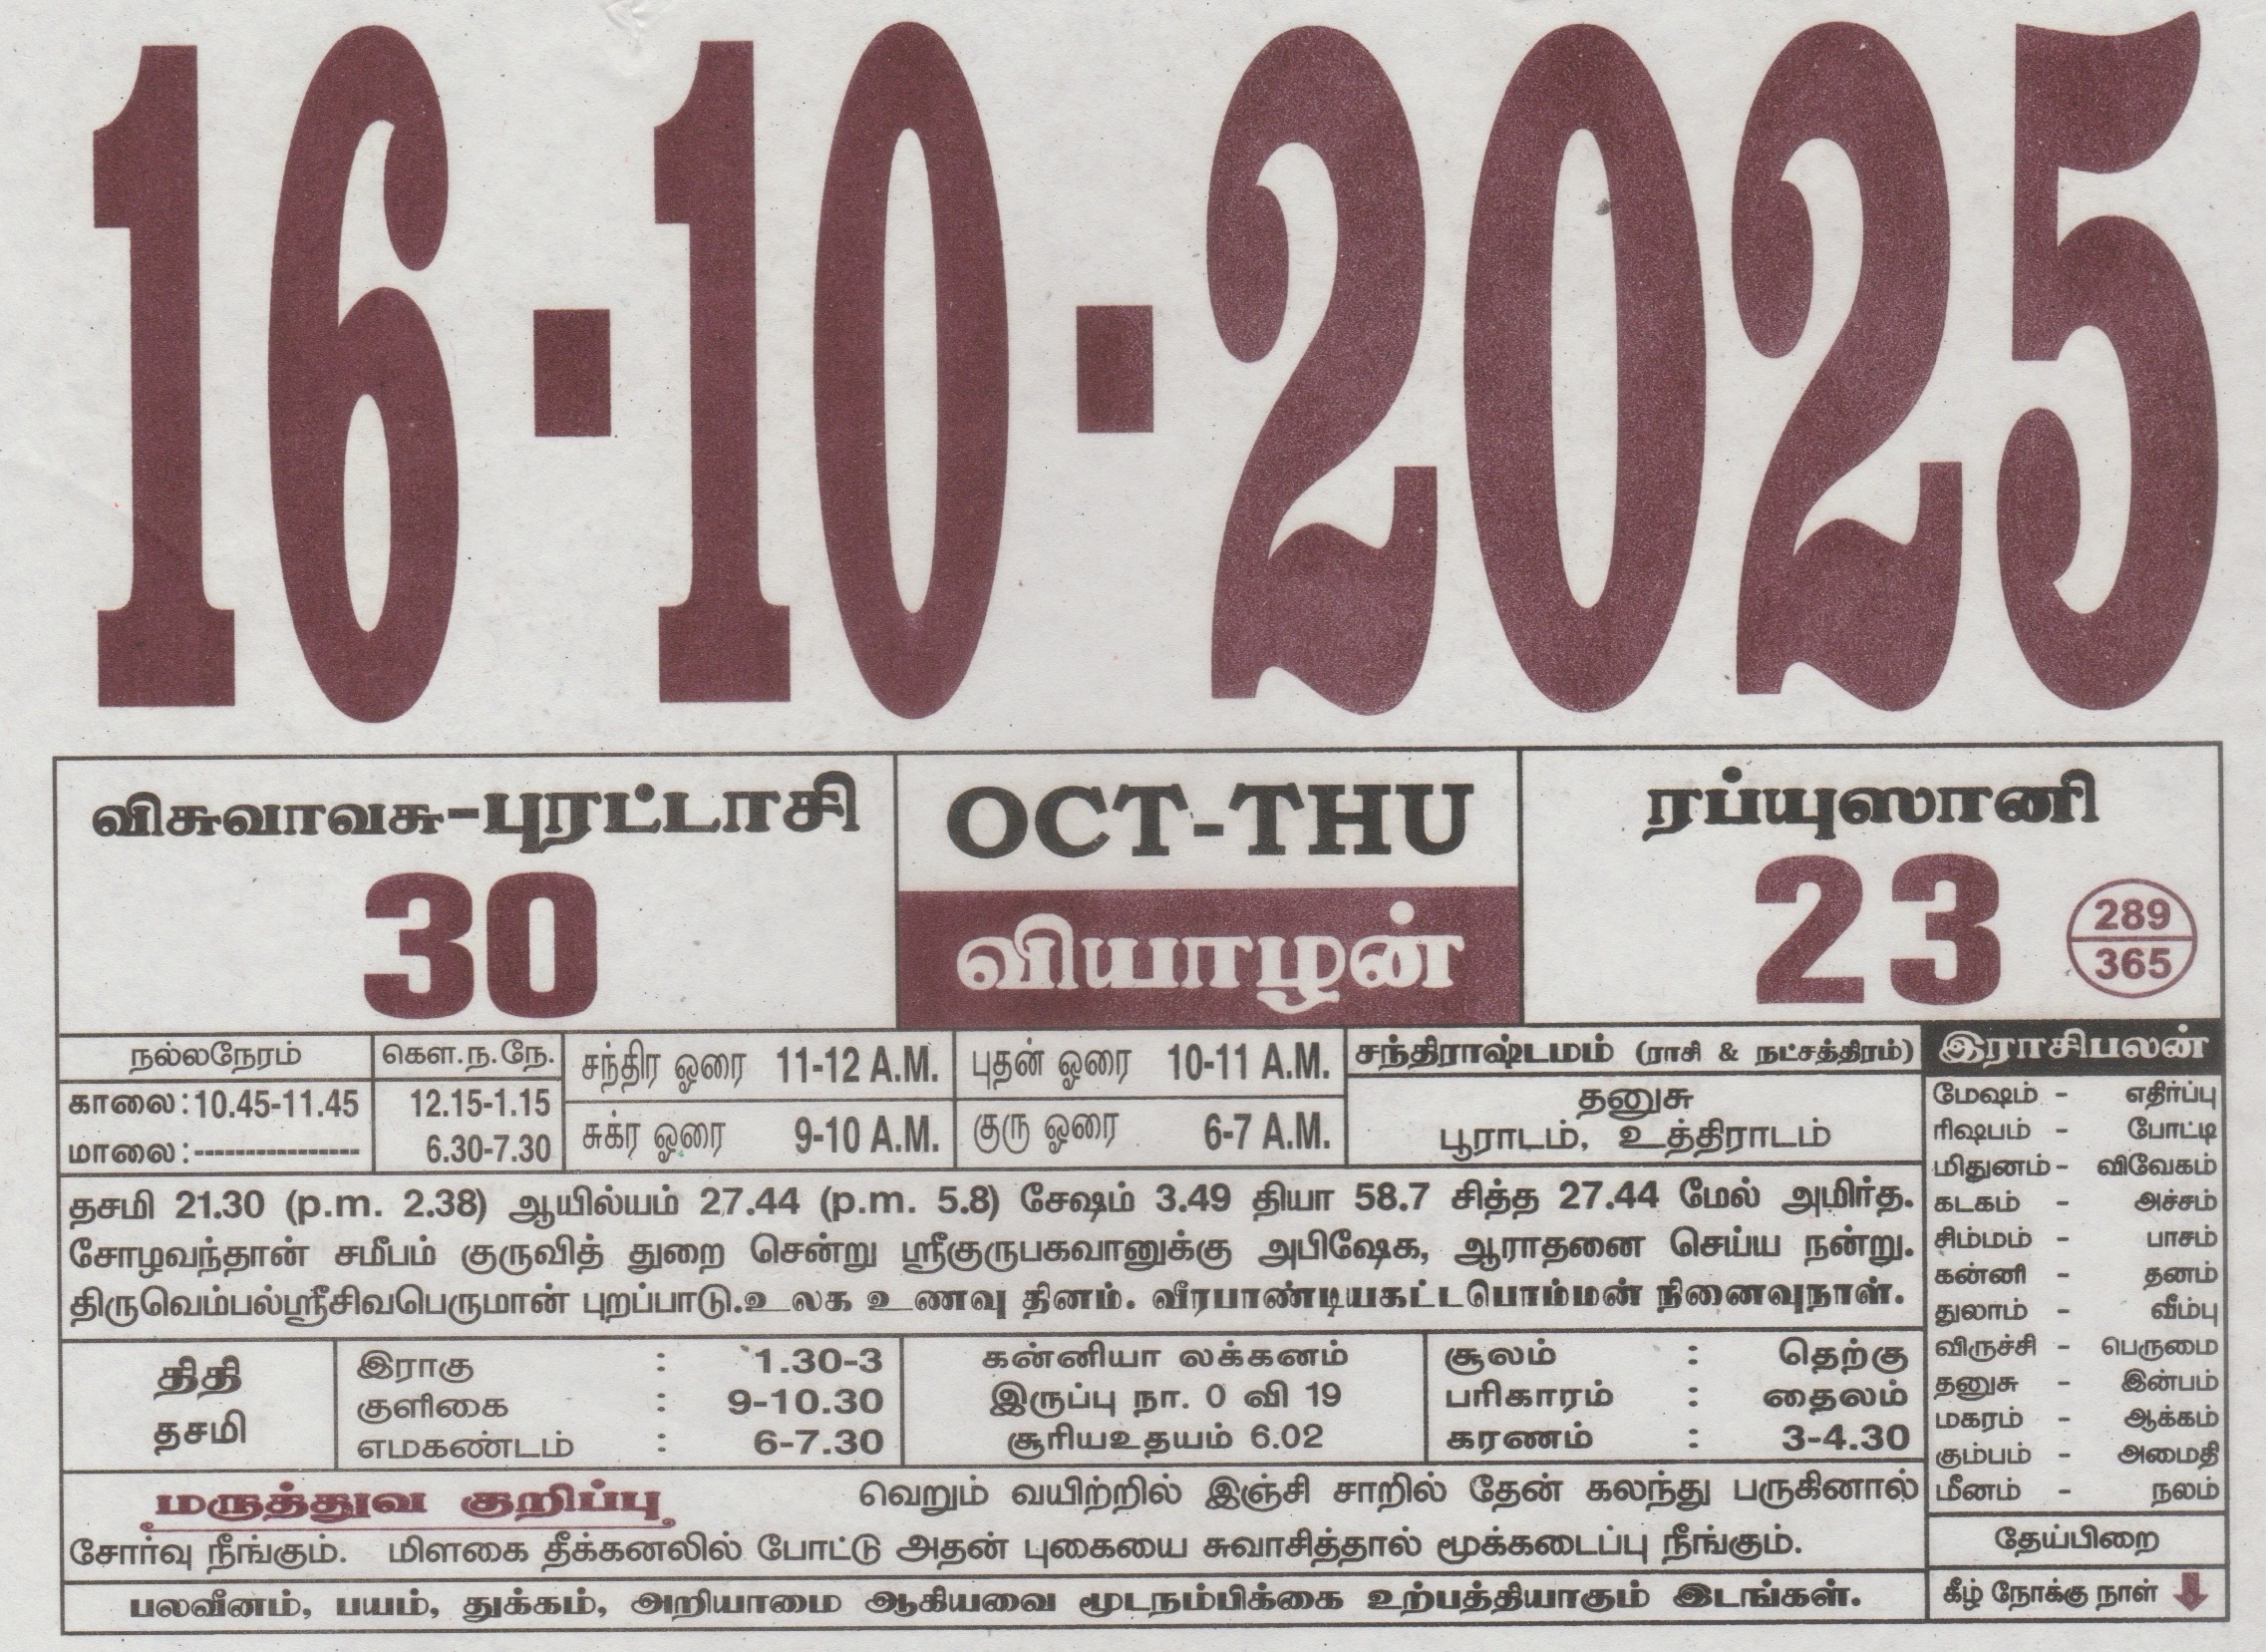 16-10-2025
விசுவாவசு-புரட்டாசி
30
OCT-THU
வியாழன்
ரப்யுஸானி
23
289
365
நல்லநேரம்
காலை:10.45-11.45
மாலை:----------------
கௌ.ந.நே.
12.15-1.15
6.30-7.30
சந்திர ஓரை 11-12 A.M.
சுக்ர ஓரை 9-10 A.M.
புதன் ஓரை 10-11 A.M.
குரு ஓரை 6-7 A.M.
சந்திராஷ்டமம் (ராசி & நட்சத்திரம்)
தனுசு
பூராடம், உத்திராடம்
தசமி 21.30 (p.m. 2.38) ஆயில்யம் 27.44 (p.m. 5.8) சேஷம் 3.49 தியா 58.7 சித்த 27.44 மேல் அமிர்த.
சோழவந்தான் சமீபம் குருவித் துறை சென்று ஸ்ரீகுருபகவானுக்கு அபிஷேக, ஆராதனை செய்ய நன்று.
திருவெம்பல்ஸ்ரீசிவபெருமான் புறப்பாடு.உலக உணவு தினம். வீரபாண்டியகட்டபொம்மன் நினைவுநாள்.
திதி
தசமி
இராகு : 1.30-3
குளிகை : 9-10.30
எமகண்டம் : 6-7.30
கன்னியா லக்கனம்
இருப்பு நா. 0 வி 19
சூரியஉதயம் 6.02
சூலம் : தெற்கு
பரிகாரம் : தைலம்
கரணம் : 3-4.30
மருத்துவ குறிப்பு வெறும் வயிற்றில் இஞ்சி சாறில் தேன் கலந்து பருகினால்
சோர்வு நீங்கும். மிளகை தீக்கனலில் போட்டு அதன் புகையை சுவாசித்தால் மூக்கடைப்பு நீங்கும்.
பலவீனம், பயம், துக்கம், அறியாமை ஆகியவை மூடநம்பிக்கை உற்பத்தியாகும் இடங்கள்.
இராசிபலன்
மேஷம் - எதிர்ப்பு
ரிஷபம் - போட்டி
மிதுனம் - விவேகம்
கடகம் - அச்சம்
சிம்மம் - பாசம்
கன்னி - தனம்
துலாம் - வீம்பு
விருச்சி - பெருமை
தனுசு - இன்பம்
மகரம் - ஆக்கம்
கும்பம் - அமைதி
மீனம் - நலம்
தேய்பிறை
கீழ் நோக்கு நாள்